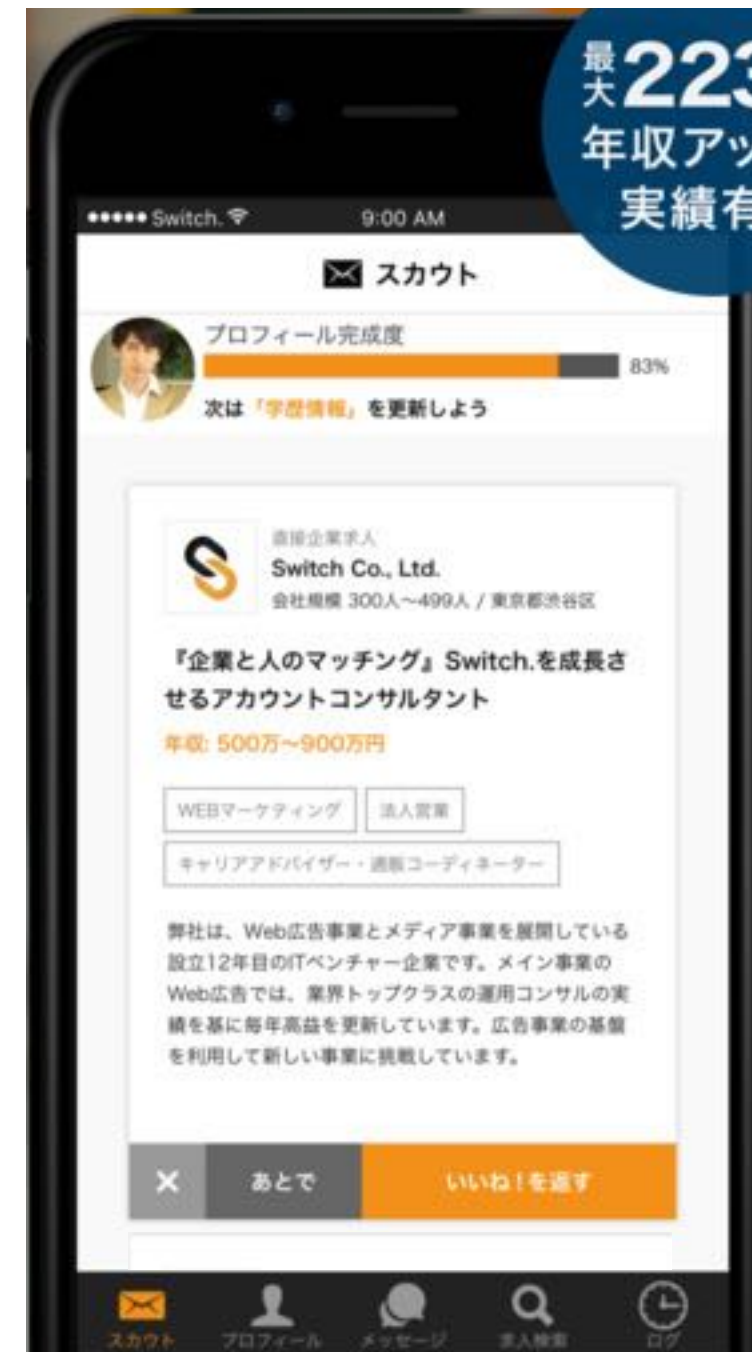 最大223
年収アッ
実績有
Switch.
9:00 AM
スカウト
プロフィール完成度
83%
次は「学歴情報」を更新しよう
直接企業求人
Switch Co., Ltd.
会社規模 300人～499人 / 東京都渋谷区
『企業と人のマッチング』Switch.を成長さ
せるアカウントコンサルタント
年収: 500万～900万円
WEBマーケティング
法人営業
キャリアアドバイザー・通販コーディネーター
弊社は、Web広告事業とメディア事業を展開している
設立12年目のITベンチャー企業です。メイン事業の
Web広告では、業界トップクラスの運用コンサルの実
績を基に毎年高益を更新しています。広告事業の基盤
を利用して新しい事業に挑戦しています。
あとで
いいね！を返す
スカウト
プロフィール
メッセージ
求人検索
ログ